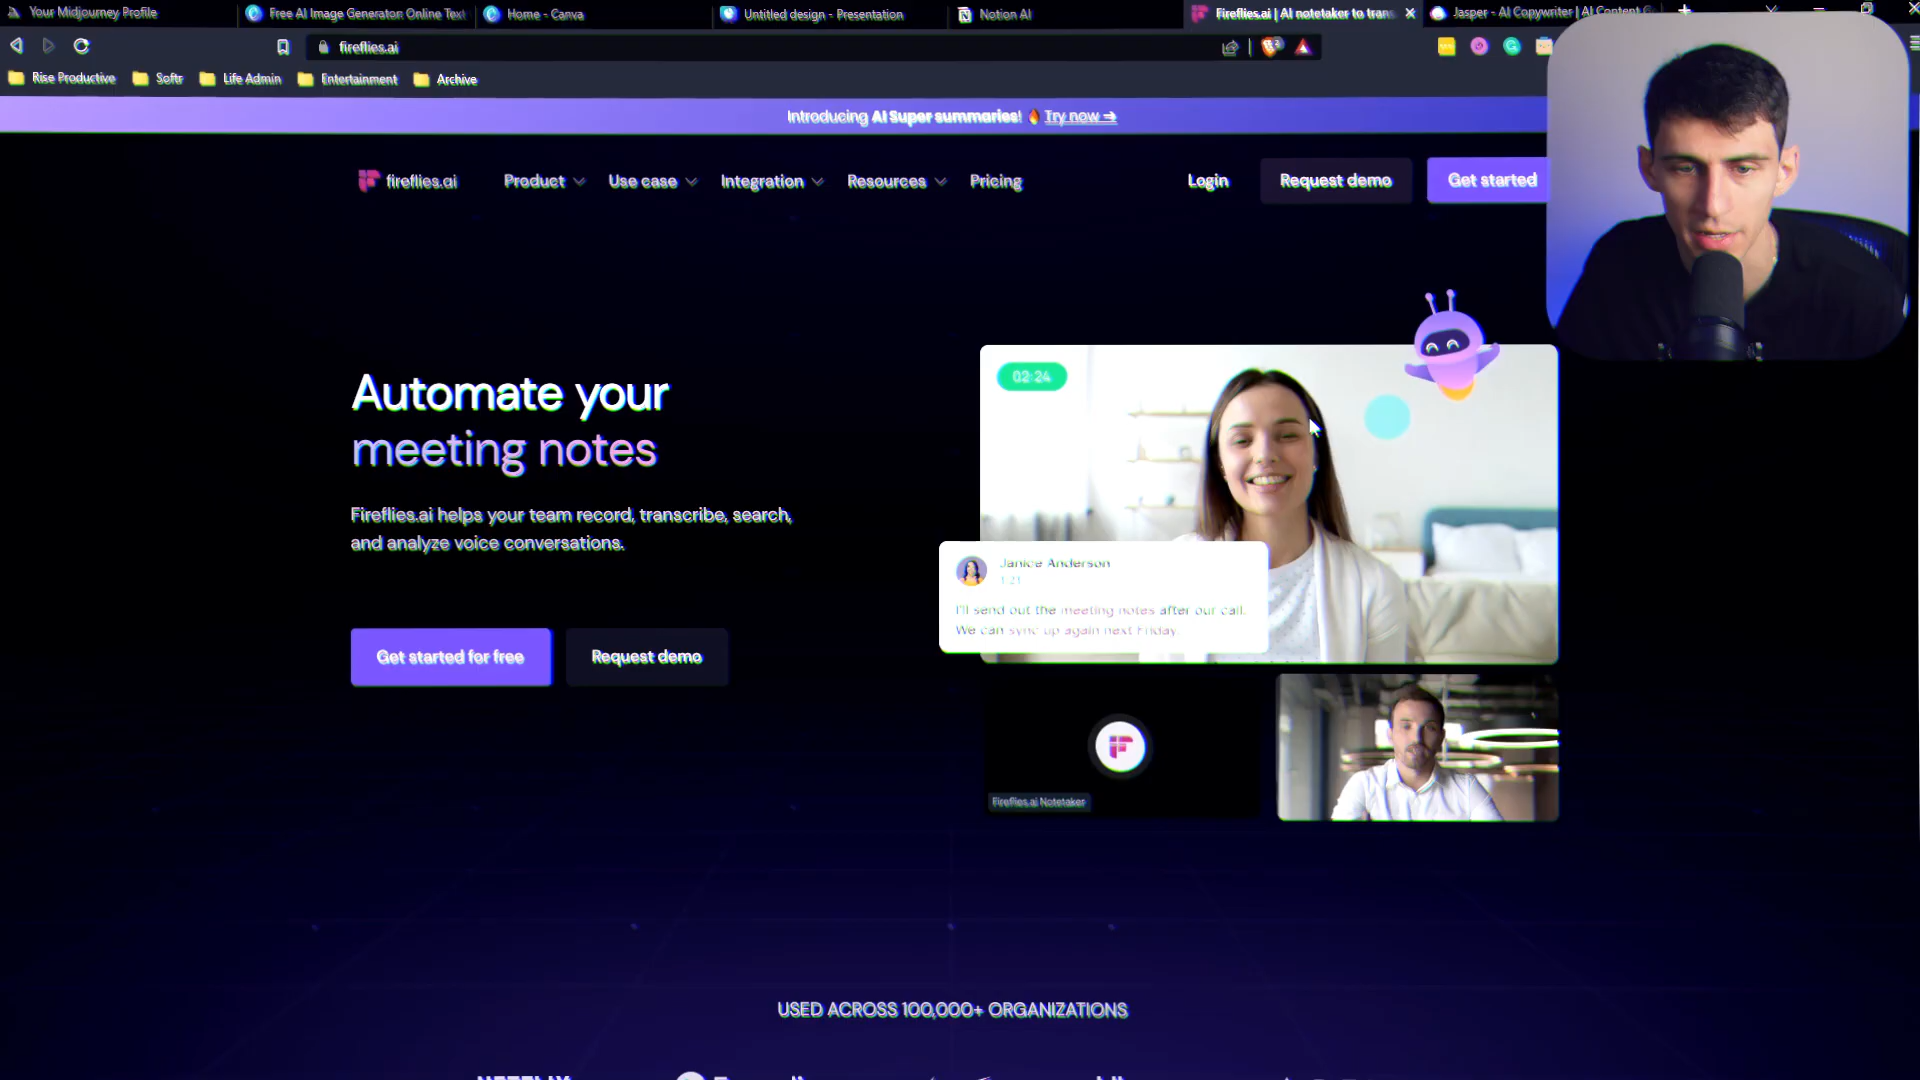 Your Midjourney Profile
Free AI Image Generator: Online Text
Home - Canva
Untitled design - Presentation
Notion AI
Fireflies.ai | AI notetaker to trans
Jasper - AI Copywriter | AI Content G
fireflies.ai
Rise Productive
Softr
Life Admin
Entertainment
Archive
Introducing AI Super summaries! 🔥 Try now →
fireflies.ai
Product
Use case
Integration
Resources
Pricing
Login
Request demo
Get started
Automate your
meeting notes
Fireflies.ai helps your team record, transcribe, search,
and analyze voice conversations.
Get started for free
Request demo
02:24
Janice Anderson
1:21
I'll send out the meeting notes after our call.
We can sync up again next Friday.
Fireflies.ai Notetaker
USED ACROSS 100,000+ ORGANIZATIONS
NETFLIX